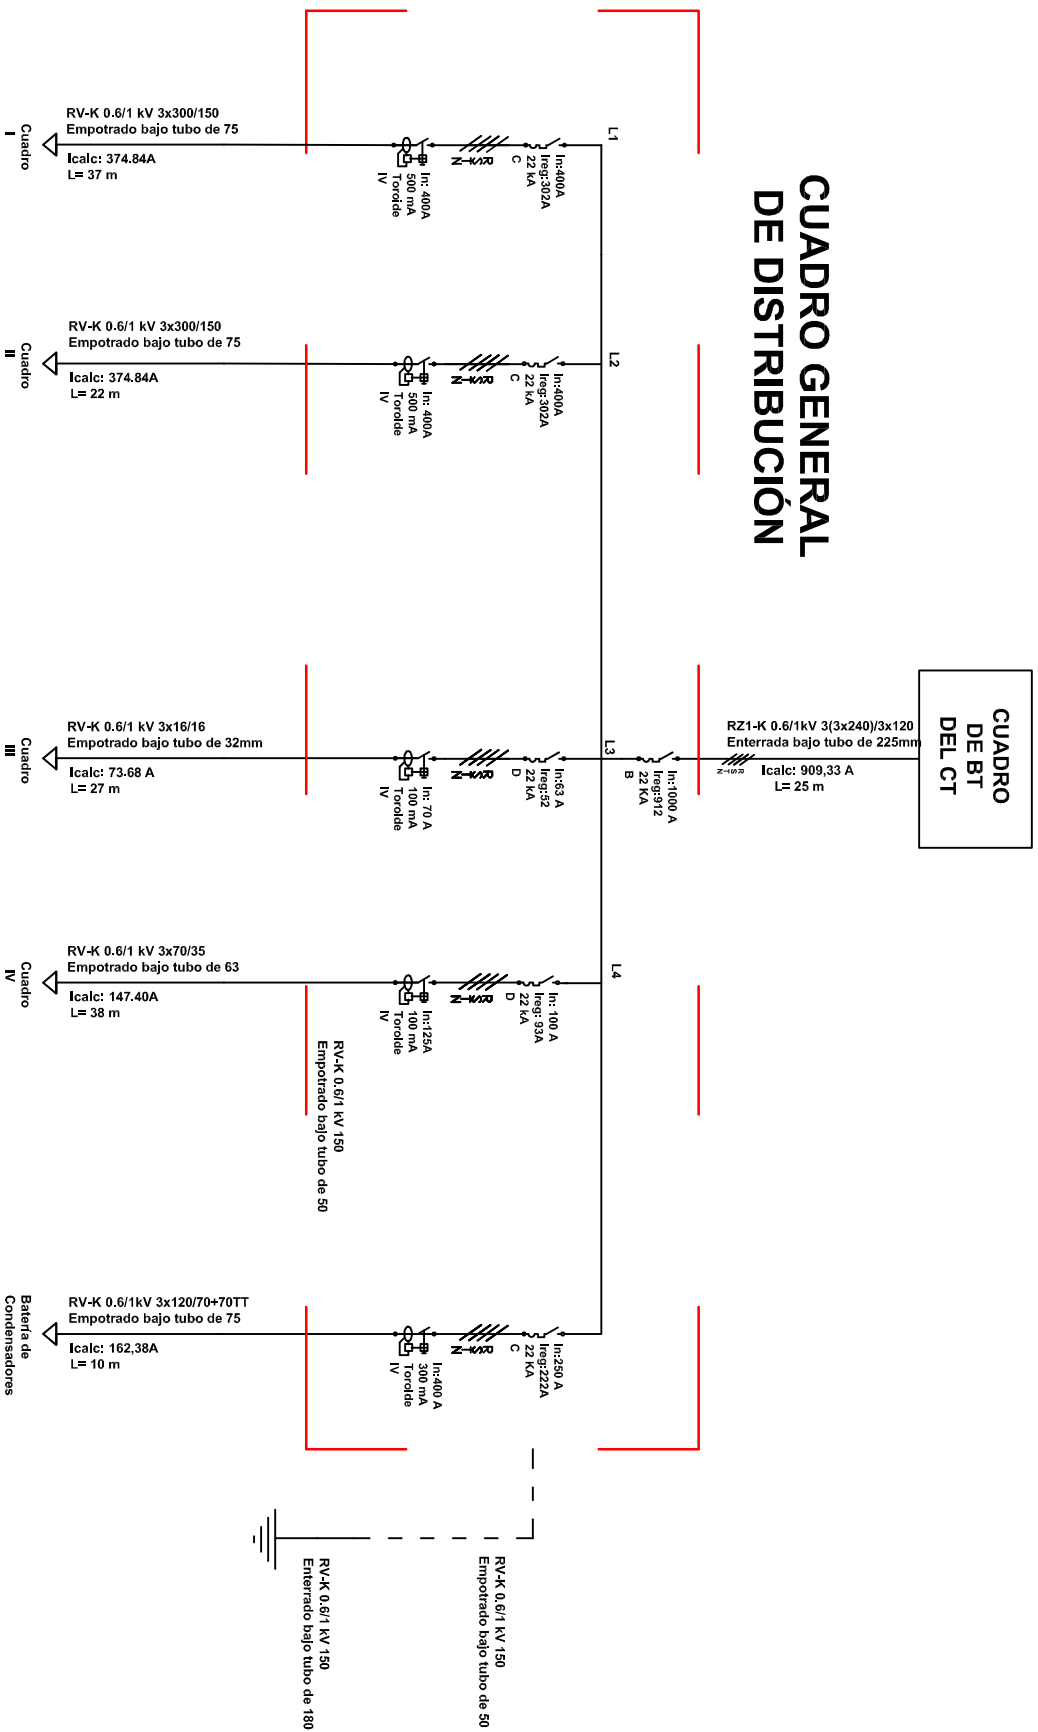 CUADRO GENERAL
DE DISTRIBUCIÓN
CUADRO
DE BT
DEL CT
RZ1-K 0.6/1kV 3(3x240)/3x120
Enterrada bajo tubo de 225mm
Icalc: 909,33 A
L= 25 m
R
S
T
N
In:1000 A
Ireg:912
22 KA
B
L1
In:400A
Ireg:302A
22 kA
C
R
S
T
N
In: 400A
500 mA
Toroide
IV
RV-K 0.6/1 kV 3x300/150
Empotrado bajo tubo de 75
Icalc: 374.84A
L= 37 m
Cuadro
I
L2
In:400A
Ireg:302A
22 kA
C
R
S
T
N
In: 400A
500 mA
Toroide
IV
RV-K 0.6/1 kV 3x300/150
Empotrado bajo tubo de 75
Icalc: 374.84A
L= 22 m
Cuadro
II
L3
In:63 A
Ireg:52
22 kA
D
R
S
T
N
In: 70 A
100 mA
Toroide
IV
RV-K 0.6/1 kV 3x16/16
Empotrado bajo tubo de 32mm
Icalc: 73.68 A
L= 27 m
Cuadro
III
L4
In: 100 A
Ireg: 93A
22 kA
D
R
S
T
N
In:125A
100 mA
Toroide
IV
RV-K 0.6/1 kV 3x70/35
Empotrado bajo tubo de 63
Icalc: 147.40A
L= 38 m
Cuadro
IV
RV-K 0.6/1 kV 150
Empotrado bajo tubo de 50
In:250 A
Ireg:222A
22 KA
C
R
S
T
N
In:400 A
300 mA
Toroide
IV
RV-K 0.6/1kV 3x120/70+70TT
Empotrado bajo tubo de 75
Icalc: 162,38A
L= 10 m
Batería de
Condensadores
RV-K 0.6/1 kV 150
Empotrado bajo tubo de 50
RV-K 0.6/1 kV 150
Enterrado bajo tubo de 180